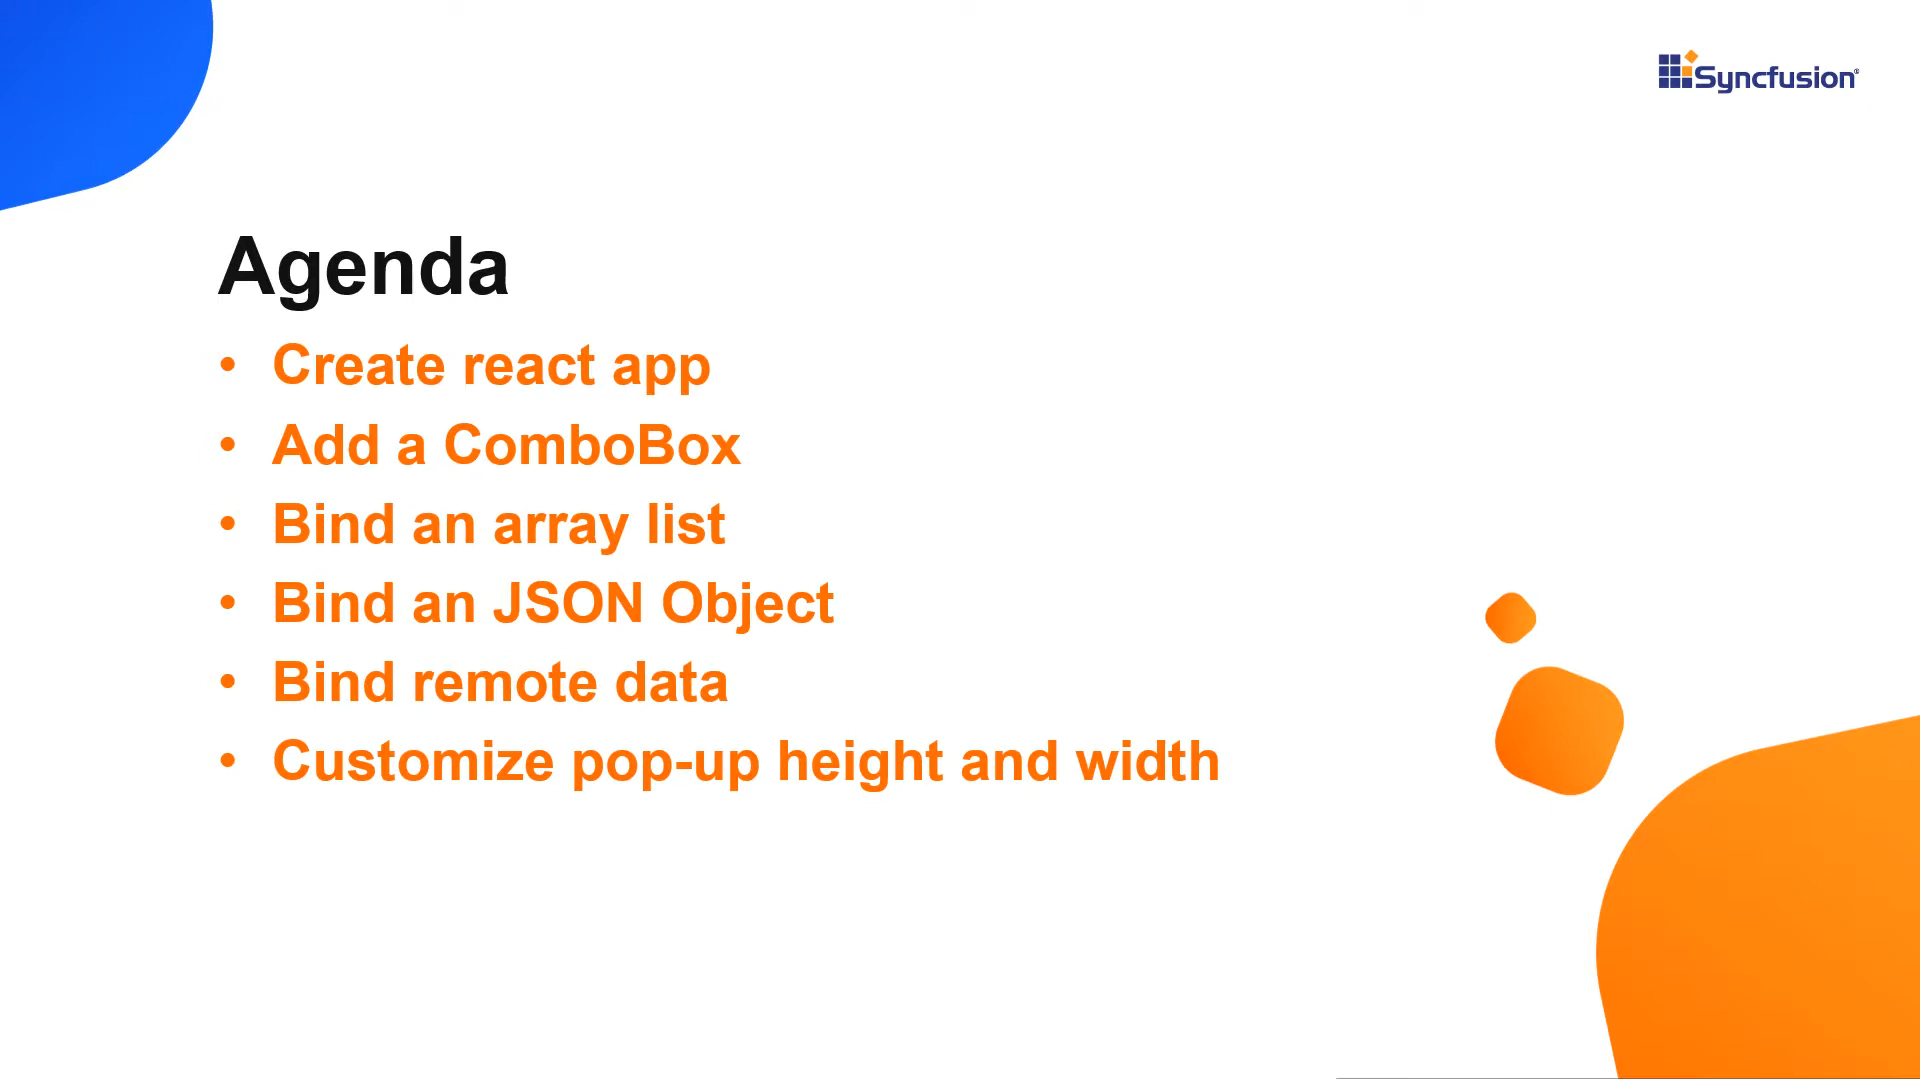 Syncfusion®
Agenda
• Create react app
• Add a ComboBox
• Bind an array list
• Bind an JSON Object
• Bind remote data
• Customize pop-up height and width